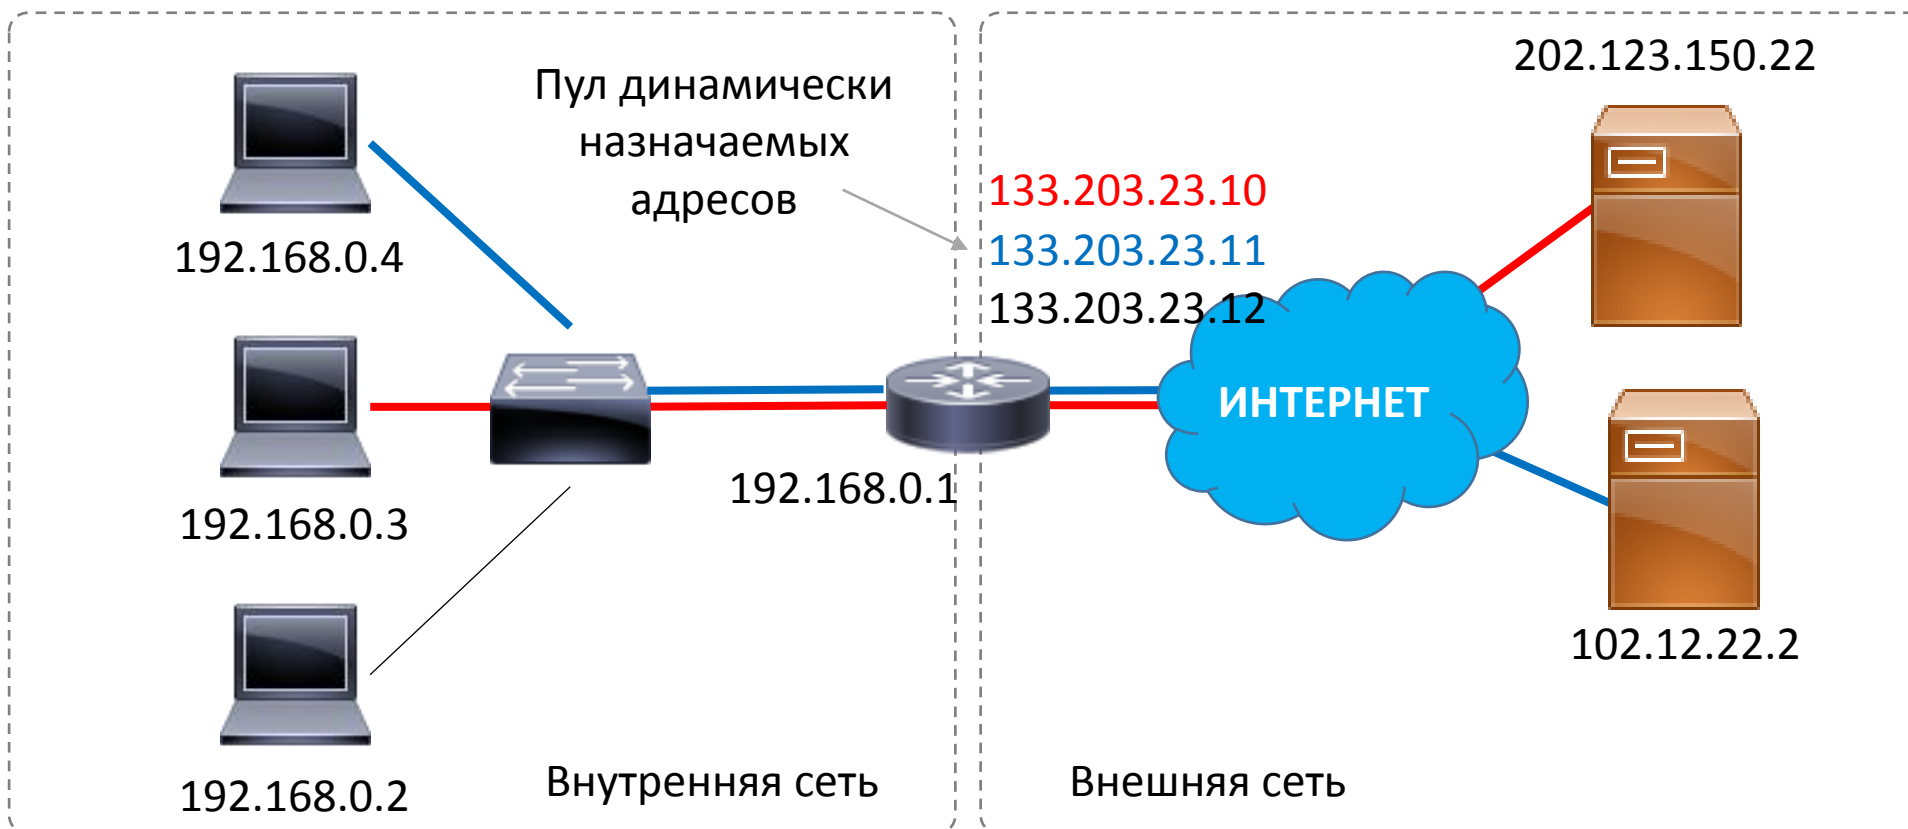 202.123.150.22
Пул динамически
назначаемых
адресов
133.203.23.10
133.203.23.11
133.203.23.12
192.168.0.4
ИНТЕРНЕТ
192.168.0.1
192.168.0.3
102.12.22.2
192.168.0.2
Внутренняя сеть
Внешняя сеть